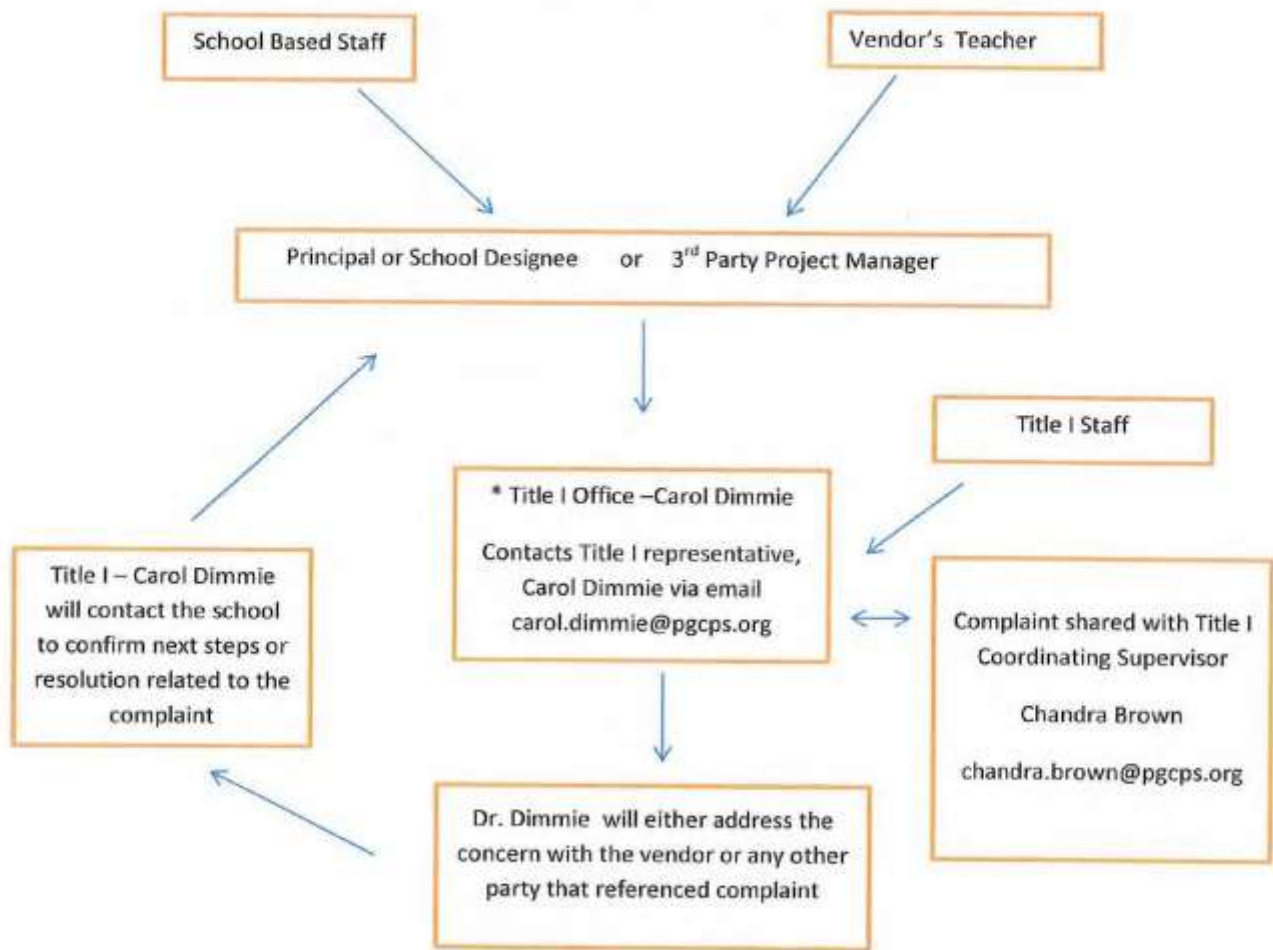 School Based Staff
Vendor's Teacher
Principal or School Designee or 3rd Party Project Manager
Title I Staff
* Title I Office –Carol Dimmie
Contacts Title I representative,
Carol Dimmie via email
carol.dimmie@pgcps.org
Title I – Carol Dimmie
will contact the school
to confirm next steps or
resolution related to the
complaint
Complaint shared with Title I
Coordinating Supervisor
Chandra Brown
chandra.brown@pgcps.org
Dr. Dimmie will either address the
concern with the vendor or any other
party that referenced complaint